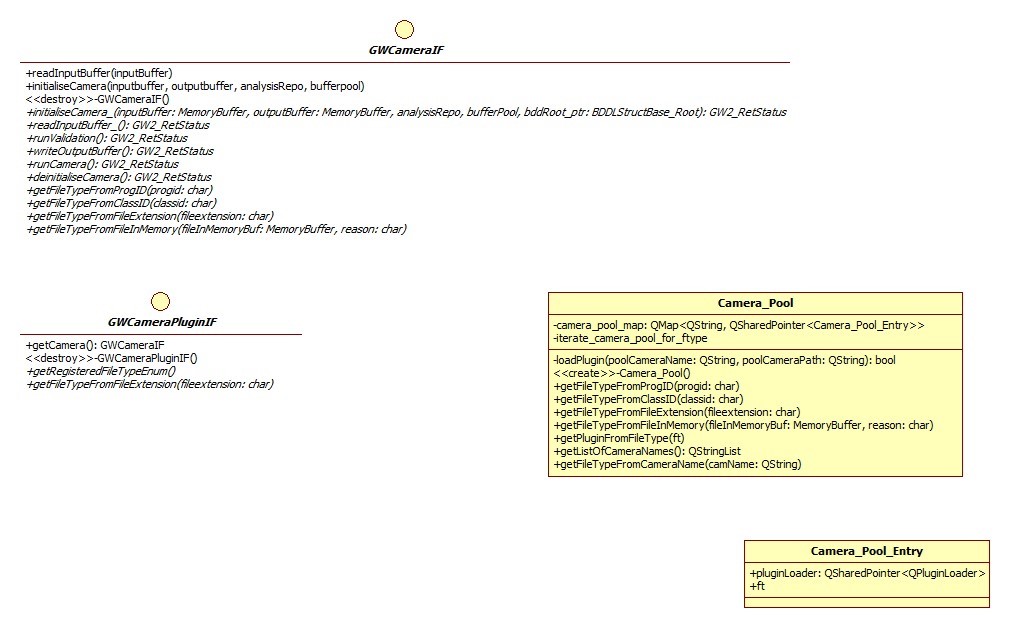 GWCameraIF
+readInputBuffer(inputBuffer)
+initialiseCamera(inputbuffer, outputbuffer, analysisRepo, bufferpool)
<<destroy>>-GWCameraIF()
+initialiseCamera_(inputBuffer: MemoryBuffer, outputBuffer: MemoryBuffer, analysisRepo, bufferPool, bddRoot_ptr: BDDLStructBase_Root): GW2_RetStatus
+readInputBuffer_(): GW2_RetStatus
+runValidation(): GW2_RetStatus
+writeOutputBuffer(): GW2_RetStatus
+runCamera(): GW2_RetStatus
+deinitialiseCamera(): GW2_RetStatus
+getFileTypeFromProgID(progid: char)
+getFileTypeFromClassID(classid: char)
+getFileTypeFromFileExtension(fileextension: char)
+getFileTypeFromFileInMemory(fileInMemoryBuf: MemoryBuffer, reason: char)
GWCameraPluginIF
+getCamera(): GWCameraIF
<<destroy>>-GWCameraPluginIF()
+getRegisteredFileTypeEnum()
+getFileTypeFromFileExtension(fileextension: char)
Camera_Pool
-camera_pool_map: QMap<QString, QSharedPointer<Camera_Pool_Entry>>
-iterate_camera_pool_for_ftype
-loadPlugin(poolCameraName: QString, poolCameraPath: QString): bool
<<create>>-Camera_Pool()
+getFileTypeFromProgID(progid: char)
+getFileTypeFromClassID(classid: char)
+getFileTypeFromFileExtension(fileextension: char)
+getFileTypeFromFileInMemory(fileInMemoryBuf: MemoryBuffer, reason: char)
+getPluginFromFileType(ft)
+getListOfCameraNames(): QStringList
+getFileTypeFromCameraName(camName: QString)
Camera_Pool_Entry
+pluginLoader: QSharedPointer<QPluginLoader>
+ft